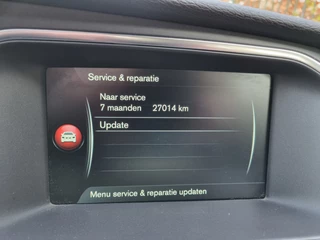 Service & reparatie
Naar service
7 maanden 27014 km
Update
Menu service & reparatie updaten